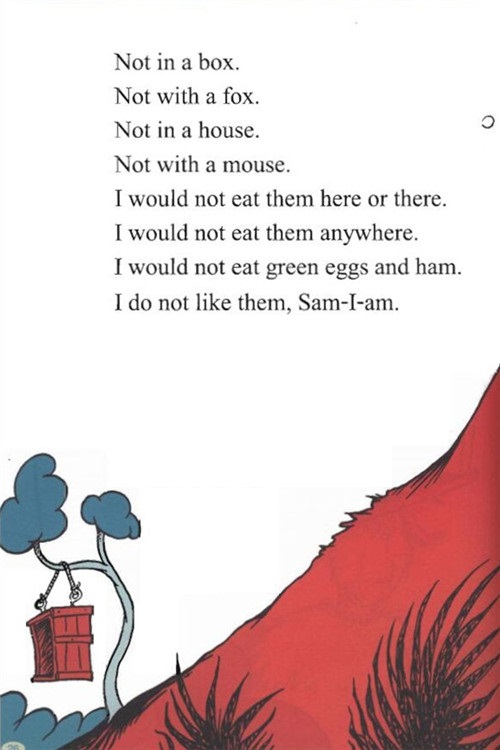 Not in a box.
Not with a fox.
Not in a house.
Not with a mouse.
I would not eat them here or there.
I would not eat them anywhere.
I would not eat green eggs and ham.
I do not like them, Sam-I-am.
26